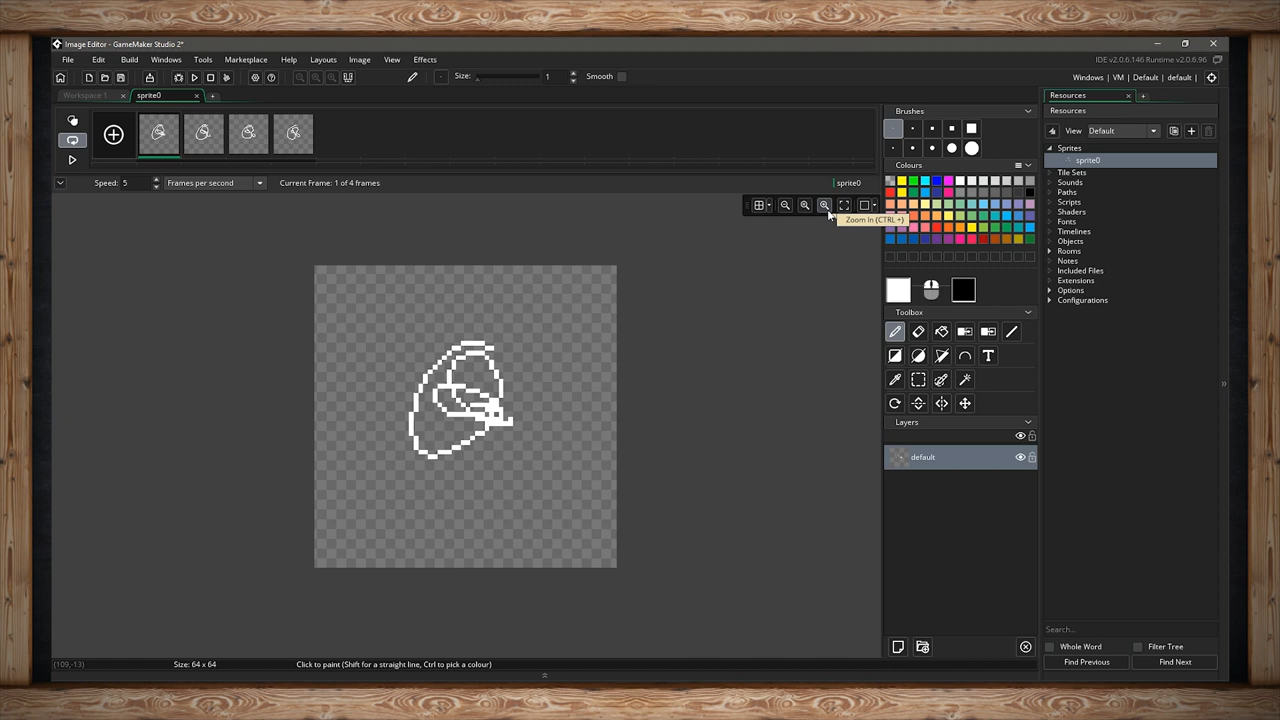 Image Editor - GameMaker Studio 2*
File Edit Build Windows Tools Marketplace Help Layouts Image View Effects
IDE v2.0.6.146 Runtime v2.0.6.96
Size: 1 Smooth
Windows | VM | Default | default |
Workspace 1 sprite0
Resources
Resources
View Default
Brushes
Colours
Speed: 5 Frames per second Current Frame: 1 of 4 frames sprite0
Zoom In (CTRL +)
Toolbox
T
Layers
default
Sprites
sprite0
Tile Sets
Sounds
Paths
Scripts
Shaders
Fonts
Timelines
Objects
Rooms
Notes
Included Files
Extensions
Options
Configurations
Search...
Whole Word Filter Tree
Find Previous Find Next
(109,-13) Size: 64 x 64 Click to paint (Shift for a straight line, Ctrl to pick a colour)